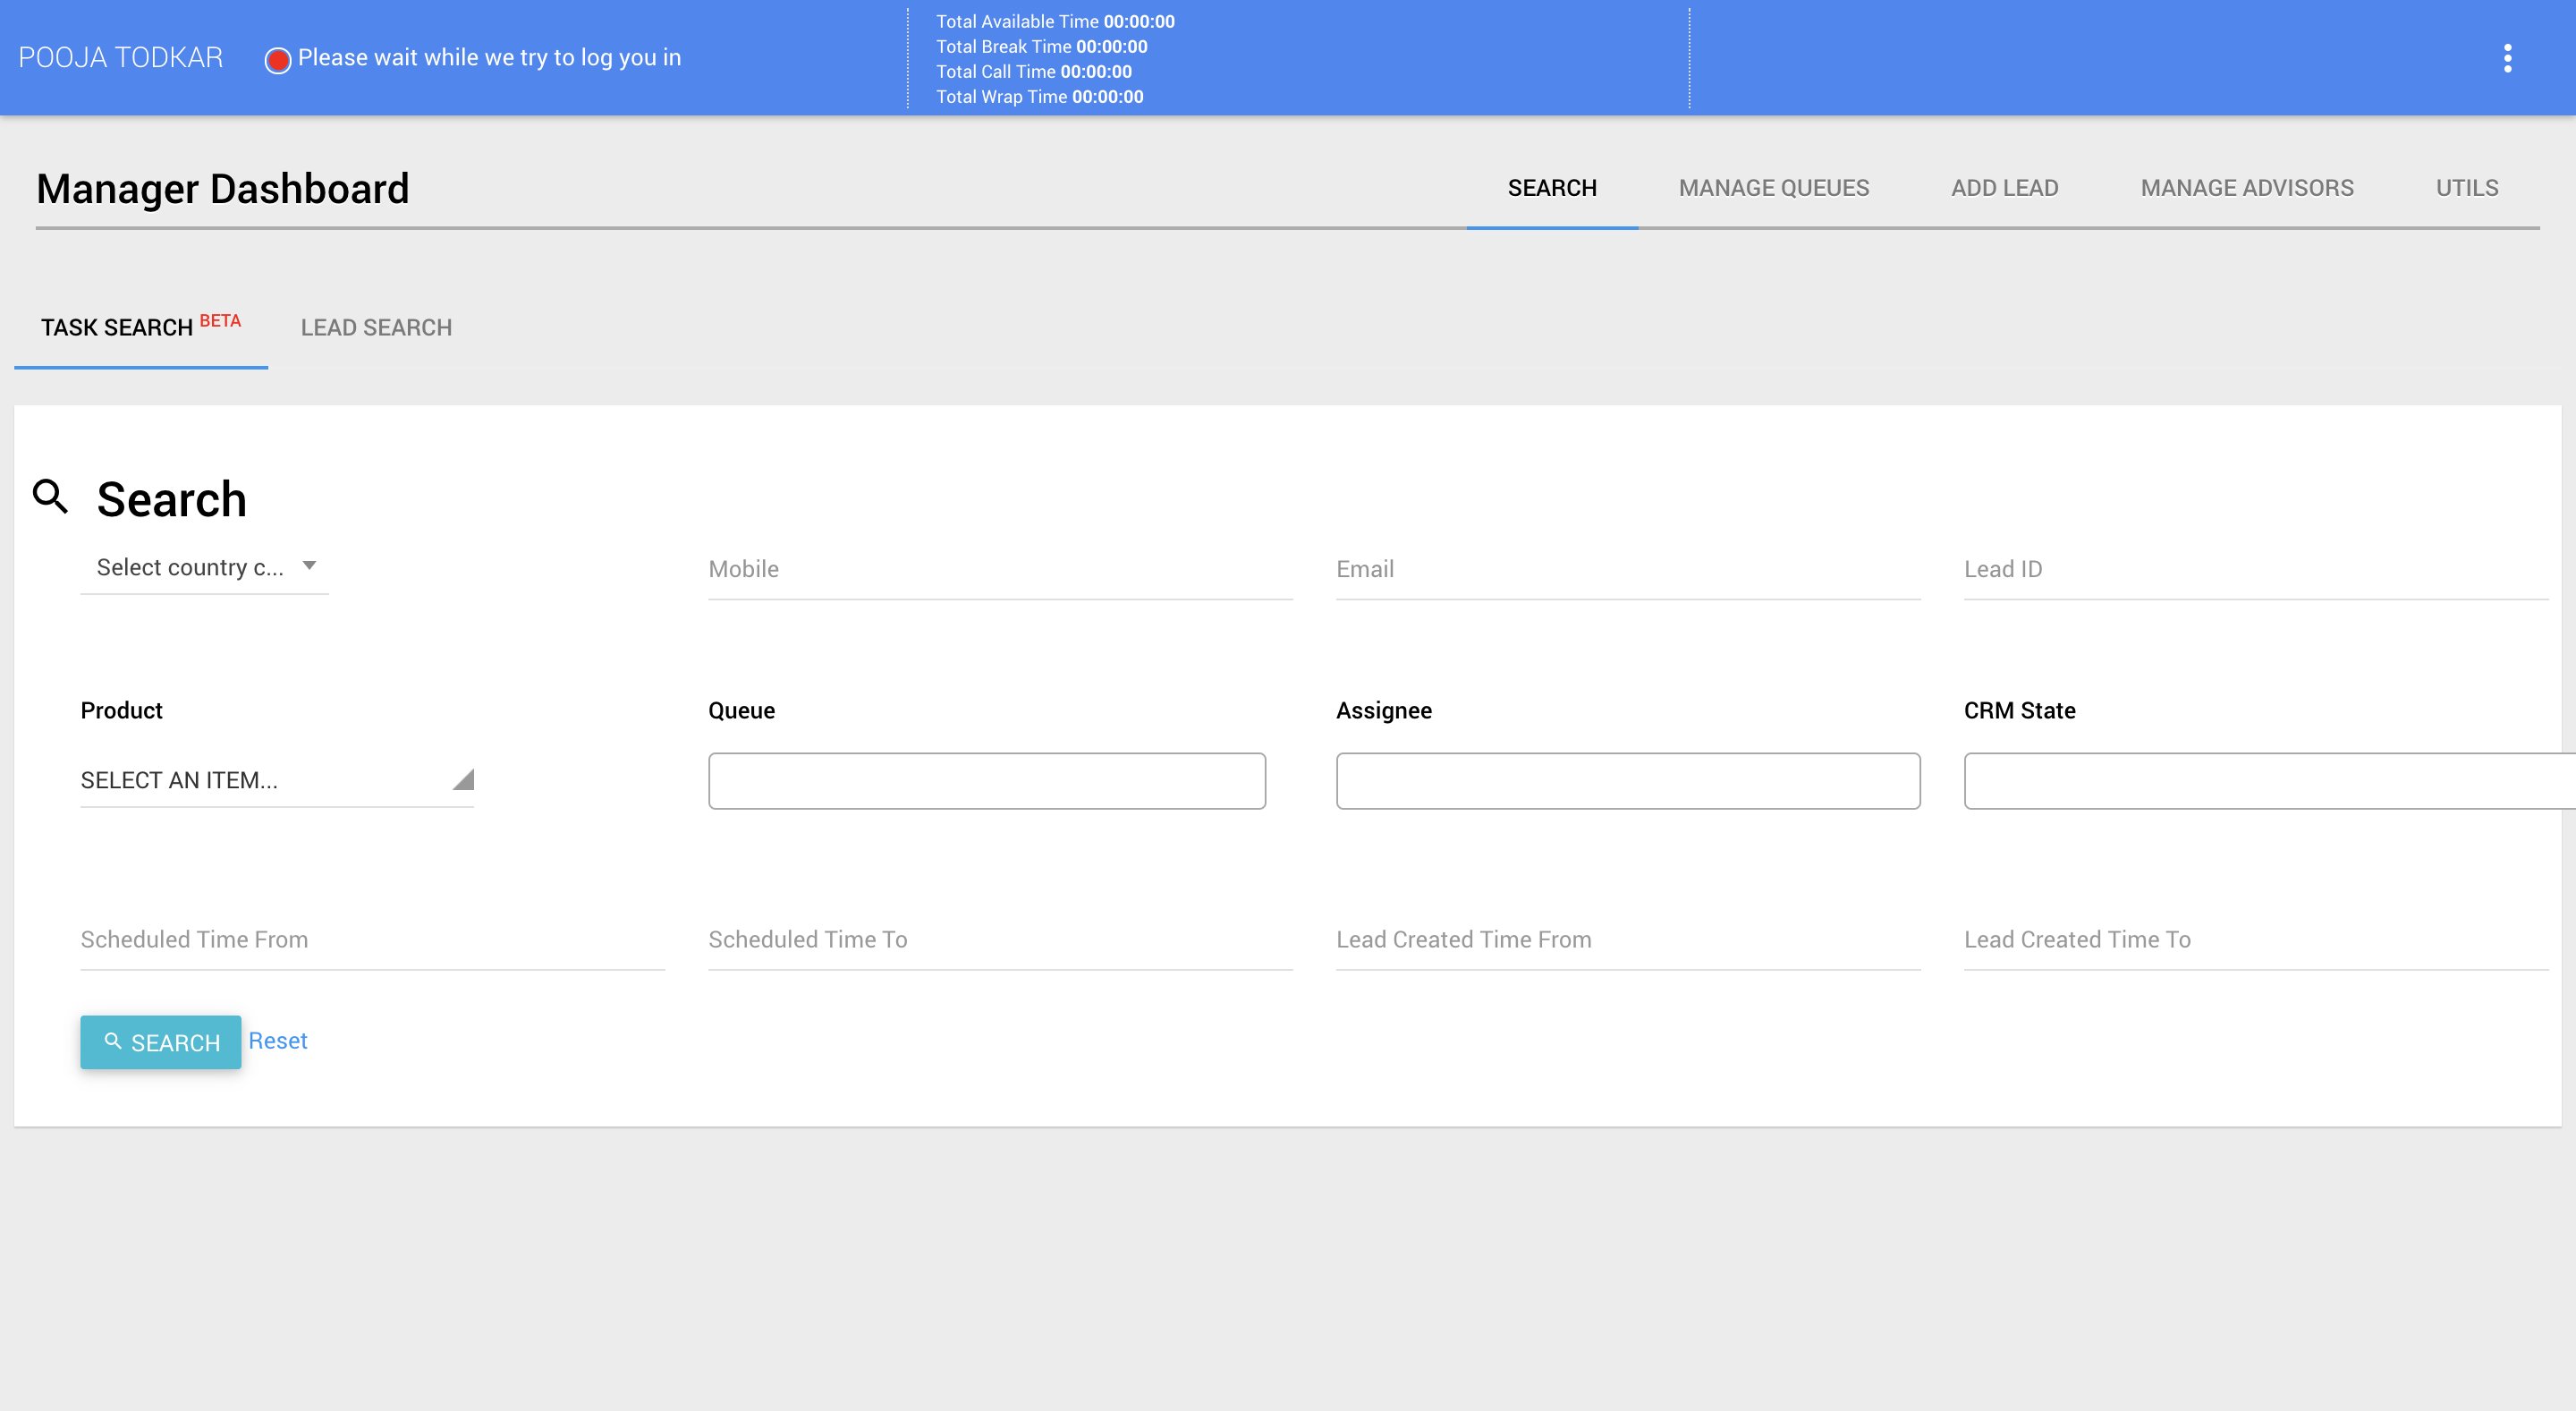 POOJA TODKAR
Please wait while we try to log you in
Total Available Time 00:00:00
Total Break Time 00:00:00
Total Call Time 00:00:00
Total Wrap Time 00:00:00
Manager Dashboard
SEARCH MANAGE QUEUES ADD LEAD MANAGE ADVISORS UTILS
TASK SEARCH BETA LEAD SEARCH
Search
Select country c... Mobile Email Lead ID
Product Queue Assignee CRM State
SELECT AN ITEM...
Scheduled Time From Scheduled Time To Lead Created Time From Lead Created Time To
SEARCH Reset